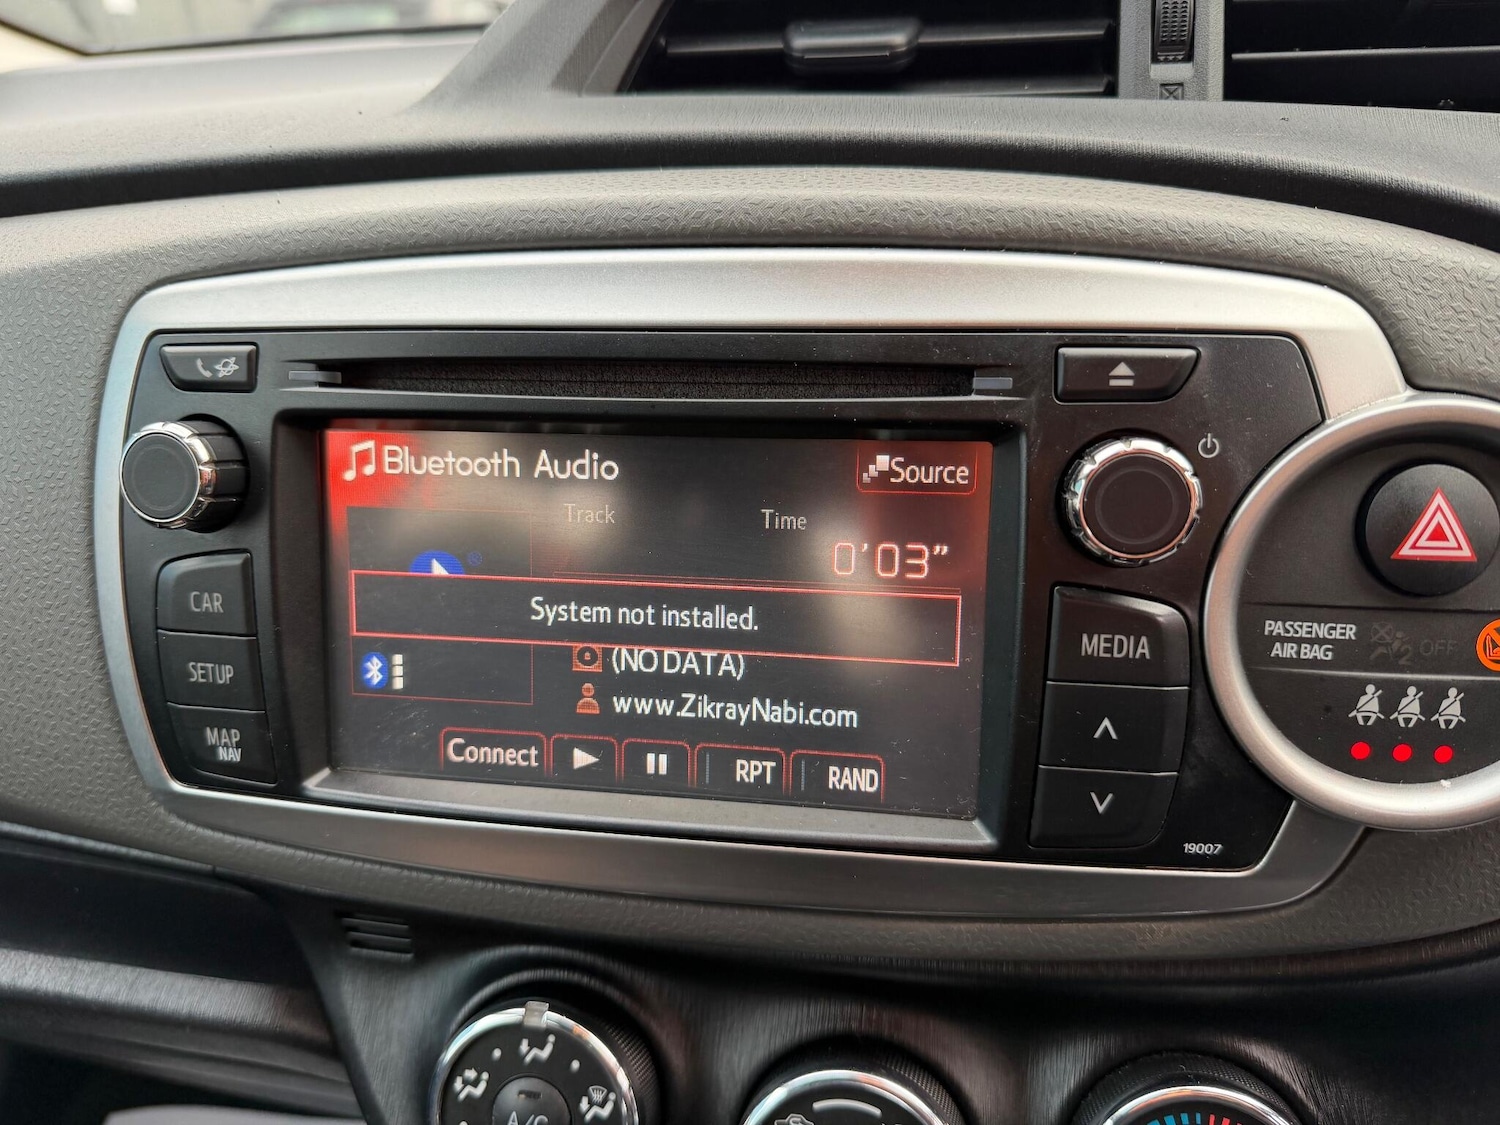 Bluetooth Audio
Source
Track
Time
0'03"
System not installed.
(NO DATA)
www.ZikrayNabi.com
Connect
RPT
RAND
CAR
SETUP
MAP
NAV
MEDIA
19007
PASSENGER
AIR BAG
OFF
A/C